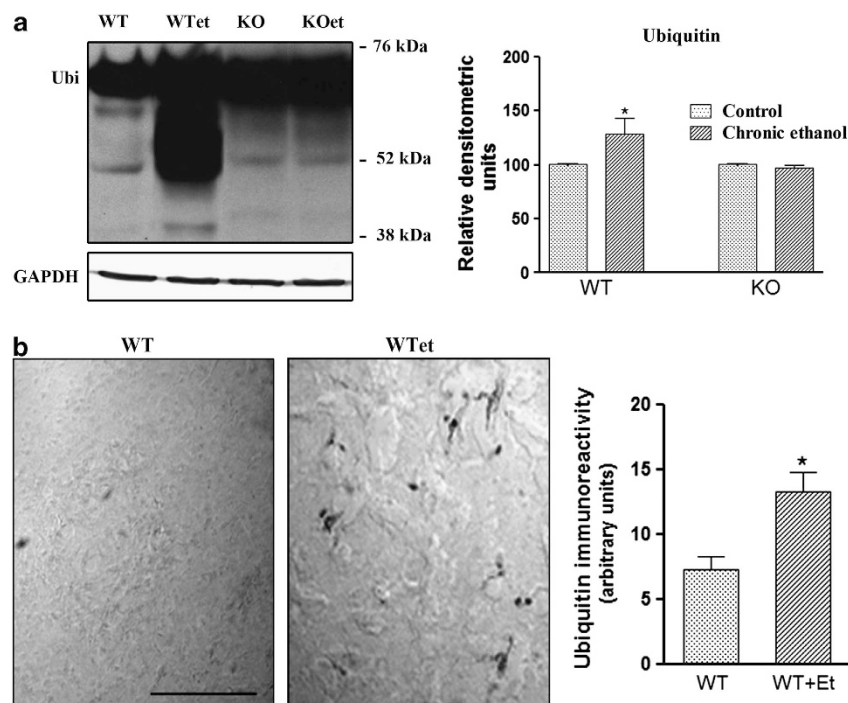 a
WT WTet KO KOet
Ubi
– 76 kDa
– 52 kDa
– 38 kDa
GAPDH
Ubiquitin
Relative densitometric
units
200
150
100
50
0
*
Control
Chronic ethanol
WT KO
b
WT WTet
Ubiquitin immunoreactivity
(arbitrary units)
20
15
10
5
0
*
WT WT+Et